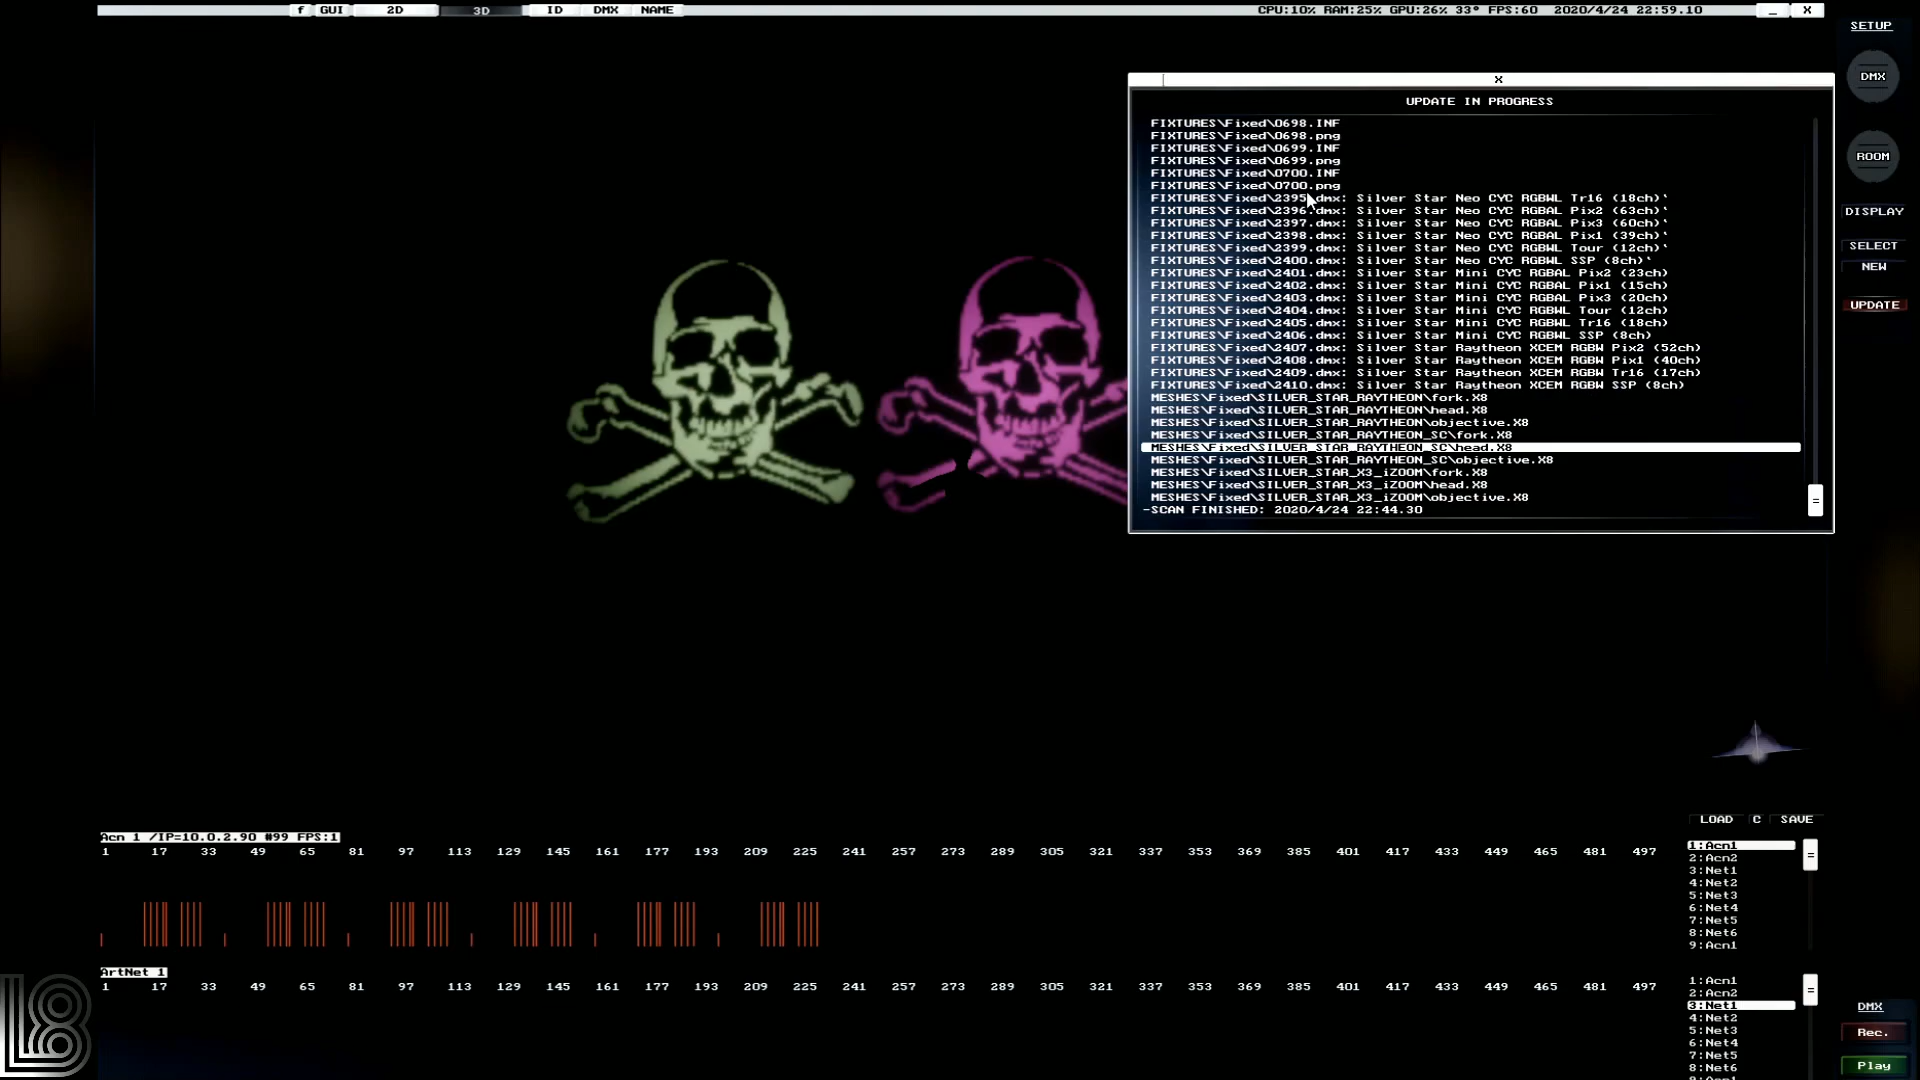 f GUI 2D 3D ID DMX NAME CPU:10% RAM:25% GPU:26% 33° FPS:60 2020/4/24 22:59.10 _ X
SETUP
DMX
ROOM
DISPLAY
SELECT
NEW
UPDATE
X
UPDATE IN PROGRESS
FIXTURES\Fixed\0698.INF
FIXTURES\Fixed\0698.png
FIXTURES\Fixed\0699.INF
FIXTURES\Fixed\0699.png
FIXTURES\Fixed\0700.INF
FIXTURES\Fixed\0700.png
FIXTURES\Fixed\2395.dmx: Silver Star Neo CYC RGBWL Tr16 (18ch)`
FIXTURES\Fixed\2396.dmx: Silver Star Neo CYC RGBAL Pix2 (63ch)`
FIXTURES\Fixed\2397.dmx: Silver Star Neo CYC RGBAL Pix3 (60ch)`
FIXTURES\Fixed\2398.dmx: Silver Star Neo CYC RGBAL Pix1 (39ch)`
FIXTURES\Fixed\2399.dmx: Silver Star Neo CYC RGBWL Tour (12ch)`
FIXTURES\Fixed\2400.dmx: Silver Star Neo CYC RGBWL SSP (8ch)`
FIXTURES\Fixed\2401.dmx: Silver Star Mini CYC RGBAL Pix2 (23ch)
FIXTURES\Fixed\2402.dmx: Silver Star Mini CYC RGBAL Pix1 (15ch)
FIXTURES\Fixed\2403.dmx: Silver Star Mini CYC RGBAL Pix3 (20ch)
FIXTURES\Fixed\2404.dmx: Silver Star Mini CYC RGBWL Tour (12ch)
FIXTURES\Fixed\2405.dmx: Silver Star Mini CYC RGBWL Tr16 (18ch)
FIXTURES\Fixed\2406.dmx: Silver Star Mini CYC RGBWL SSP (8ch)
FIXTURES\Fixed\2407.dmx: Silver Star Raytheon XCEM RGBW Pix2 (52ch)
FIXTURES\Fixed\2408.dmx: Silver Star Raytheon XCEM RGBW Pix1 (40ch)
FIXTURES\Fixed\2409.dmx: Silver Star Raytheon XCEM RGBW Tr16 (17ch)
FIXTURES\Fixed\2410.dmx: Silver Star Raytheon XCEM RGBW SSP (8ch)
MESHES\Fixed\SILVER_STAR_RAYTHEON\fork.X8
MESHES\Fixed\SILVER_STAR_RAYTHEON\head.X8
MESHES\Fixed\SILVER_STAR_RAYTHEON\objective.X8
MESHES\Fixed\SILVER_STAR_RAYTHEON_SC\fork.X8
MESHES\Fixed\SILVER_STAR_RAYTHEON_SC\head.X8
MESHES\Fixed\SILVER_STAR_RAYTHEON_SC\objective.X8
MESHES\Fixed\SILVER_STAR_X3_iZOOM\fork.X8
MESHES\Fixed\SILVER_STAR_X3_iZOOM\head.X8
MESHES\Fixed\SILVER_STAR_X3_iZOOM\objective.X8
-SCAN FINISHED: 2020/4/24 22:44.30
LOAD C SAVE
Acn 1 /IP=10.0.2.90 #99 FPS:1
1 17 33 49 65 81 97 113 129 145 161 177 193 209 225 241 257 273 289 305 321 337 353 369 385 401 417 433 449 465 481 497
1:Acn1
2:Acn2
3:Net1
4:Net2
5:Net3
6:Net4
7:Net5
8:Net6
9:Acn1
ArtNet 1
1 17 33 49 65 81 97 113 129 145 161 177 193 209 225 241 257 273 289 305 321 337 353 369 385 401 417 433 449 465 481 497
1:Acn1
2:Acn2
3:Net1
4:Net2
5:Net3
6:Net4
7:Net5
8:Net6
DMX
Rec.
Play
L8